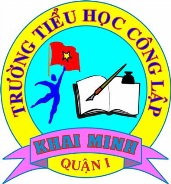 TRƯỜNG TIỂU HỌC CÔNG LẬP
KHAI MINH
QUẬN I